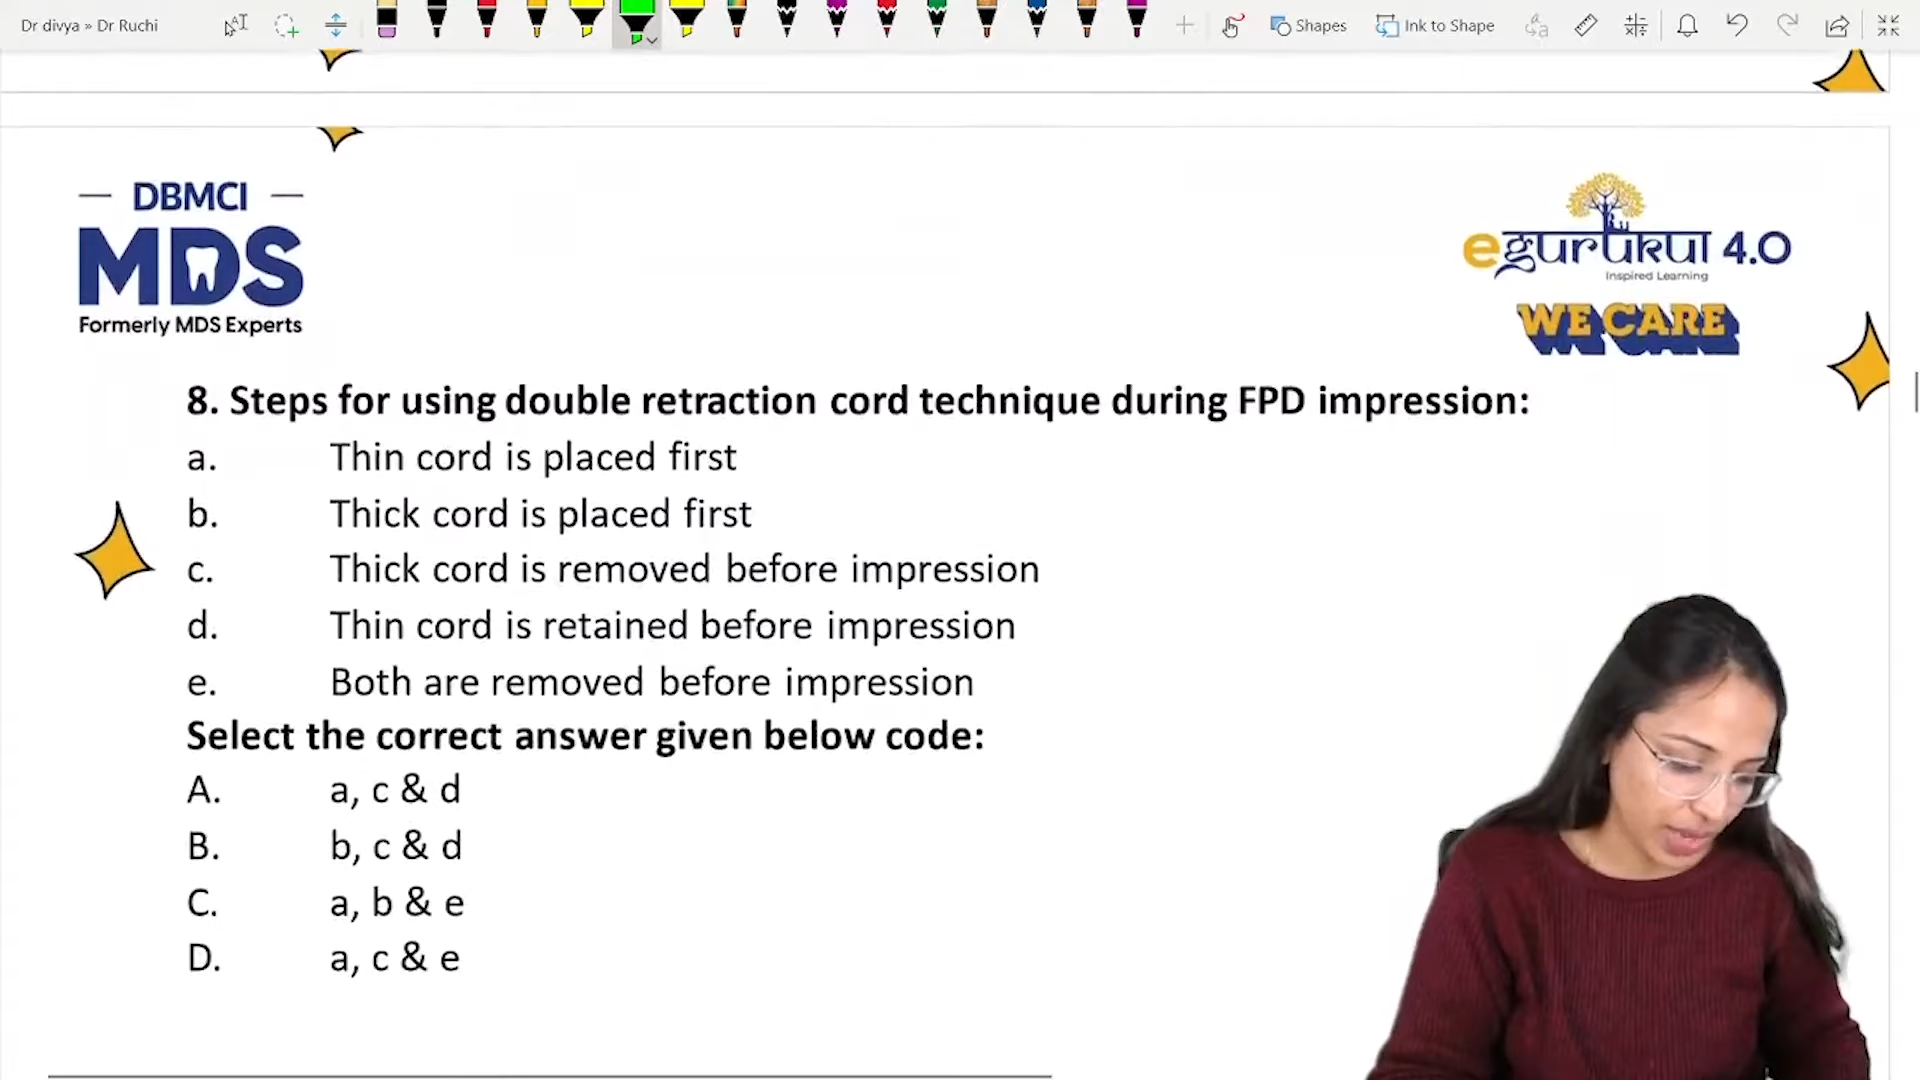 Dr divya » Dr Ruchi
Shapes
Ink to Shape
DBMCI
MDS
Formerly MDS Experts
eगुरुkul 4.0
Inspired Learning
WE CARE
8. Steps for using double retraction cord technique during FPD impression:
a. Thin cord is placed first
b. Thick cord is placed first
c. Thick cord is removed before impression
d. Thin cord is retained before impression
e. Both are removed before impression
Select the correct answer given below code:
A. a, c & d
B. b, c & d
C. a, b & e
D. a, c & e